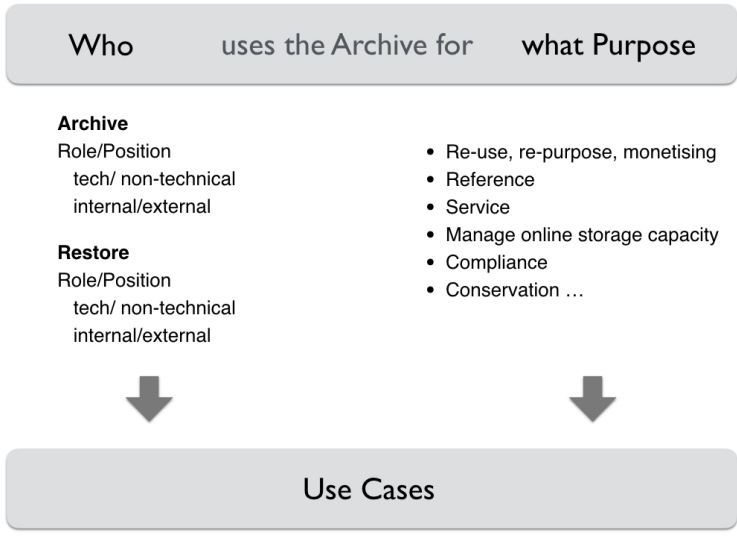 Who uses the Archive for what Purpose
Archive
Role/Position
tech/ non-technical
internal/external
Restore
Role/Position
tech/ non-technical
internal/external
• Re-use, re-purpose, monetising
• Reference
• Service
• Manage online storage capacity
• Compliance
• Conservation …
Use Cases